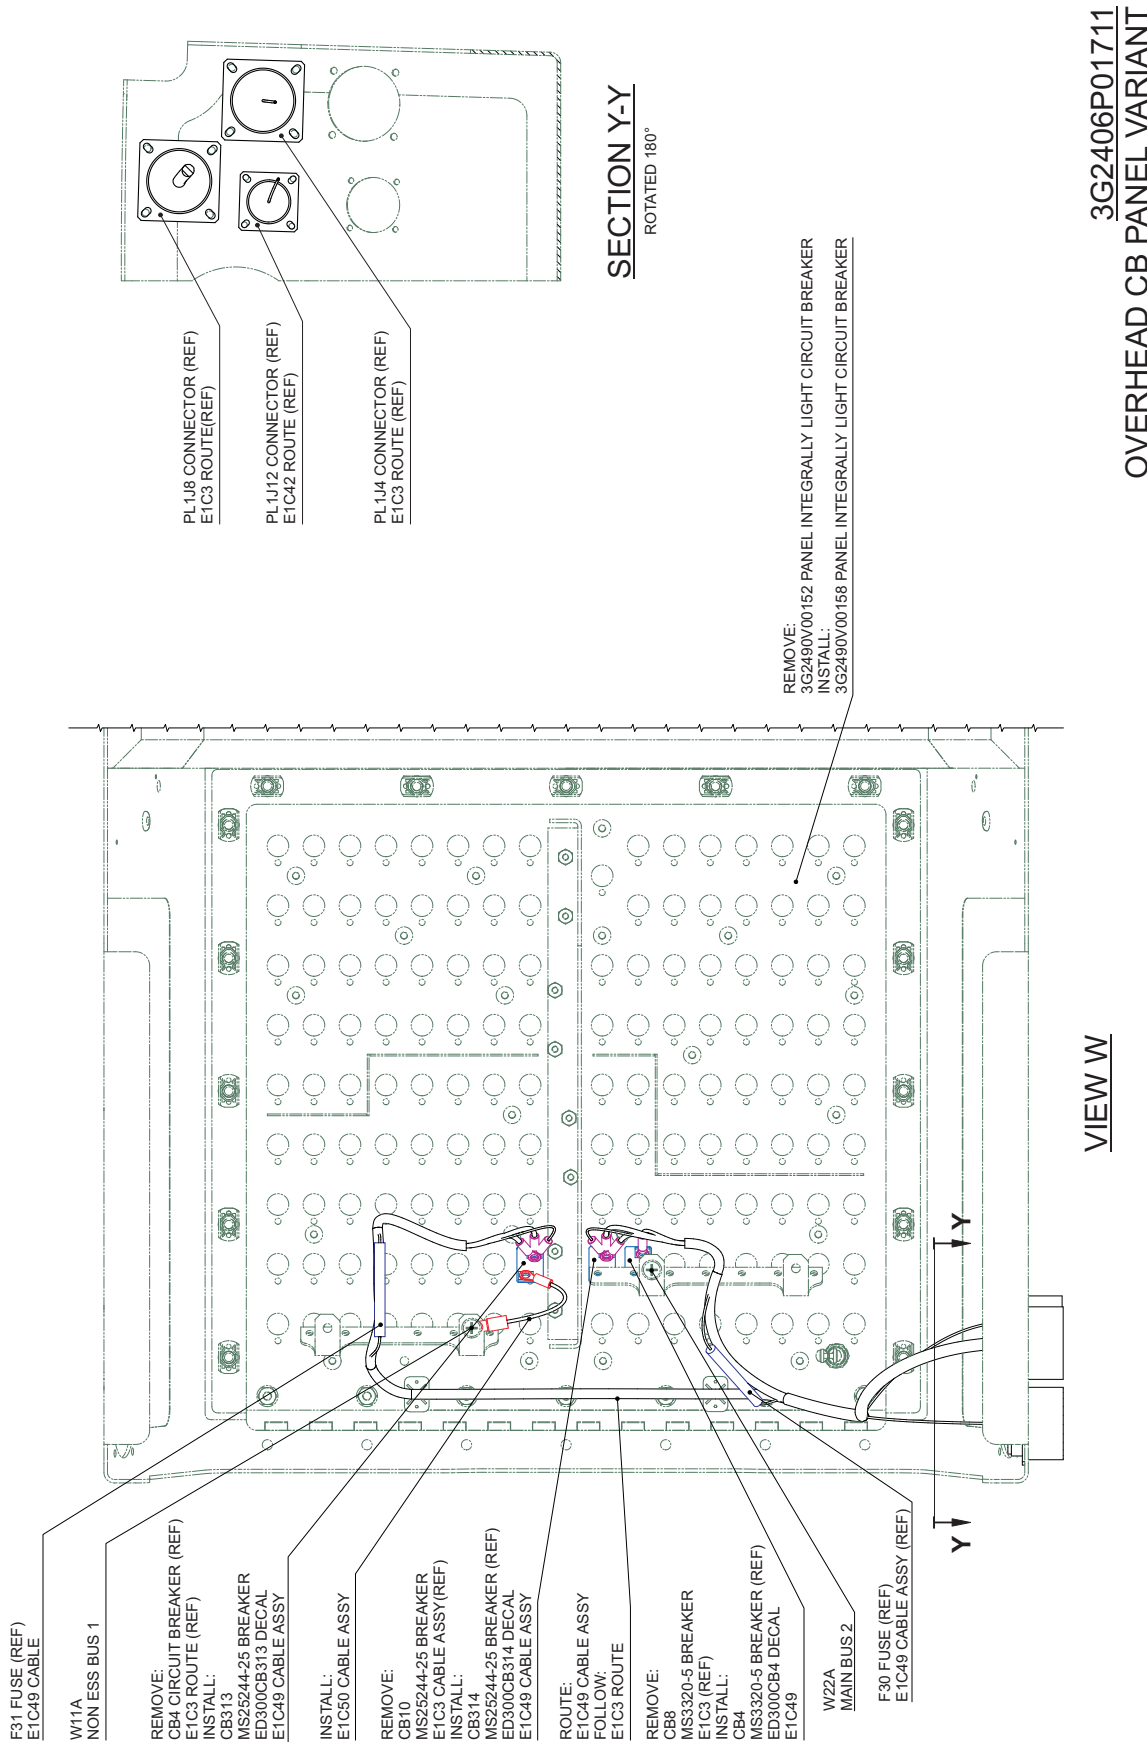 F31 FUSE (REF)
E1C49 CABLE
W11A
NON ESS BUS 1
REMOVE:
CB4 CIRCUIT BREAKER (REF)
E1C3 ROUTE (REF)
INSTALL:
CB313
MS25244-25 BREAKER
ED300CB313 DECAL
E1C49 CABLE ASSY
INSTALL:
E1C50 CABLE ASSY
REMOVE:
CB10
MS25244-25 BREAKER
E1C3 CABLE ASSY(REF)
INSTALL:
CB314
MS25244-25 BREAKER (REF)
ED300CB314 DECAL
E1C49 CABLE ASSY
ROUTE:
E1C49 CABLE ASSY
FOLLOW:
E1C3 ROUTE
REMOVE:
CB8
MS3320-5 BREAKER
E1C3 (REF)
INSTALL:
CB4
MS3320-5 BREAKER (REF)
ED300CB4 DECAL
E1C49
W22A
MAIN BUS 2
F30 FUSE (REF)
E1C49 CABLE ASSY (REF)
Y
Y
VIEW W
REMOVE:
3G2490V00152 PANEL INTEGRALLY LIGHT CIRCUIT BREAKER
INSTALL:
3G2490V00158 PANEL INTEGRALLY LIGHT CIRCUIT BREAKER
PL1J8 CONNECTOR (REF)
E1C3 ROUTE(REF)
PL1J12 CONNECTOR (REF)
E1C42 ROUTE (REF)
PL1J4 CONNECTOR (REF)
E1C3 ROUTE (REF)
SECTION Y-Y
ROTATED 180°
3G2406P01711
OVERHEAD CB PANEL VARIANT